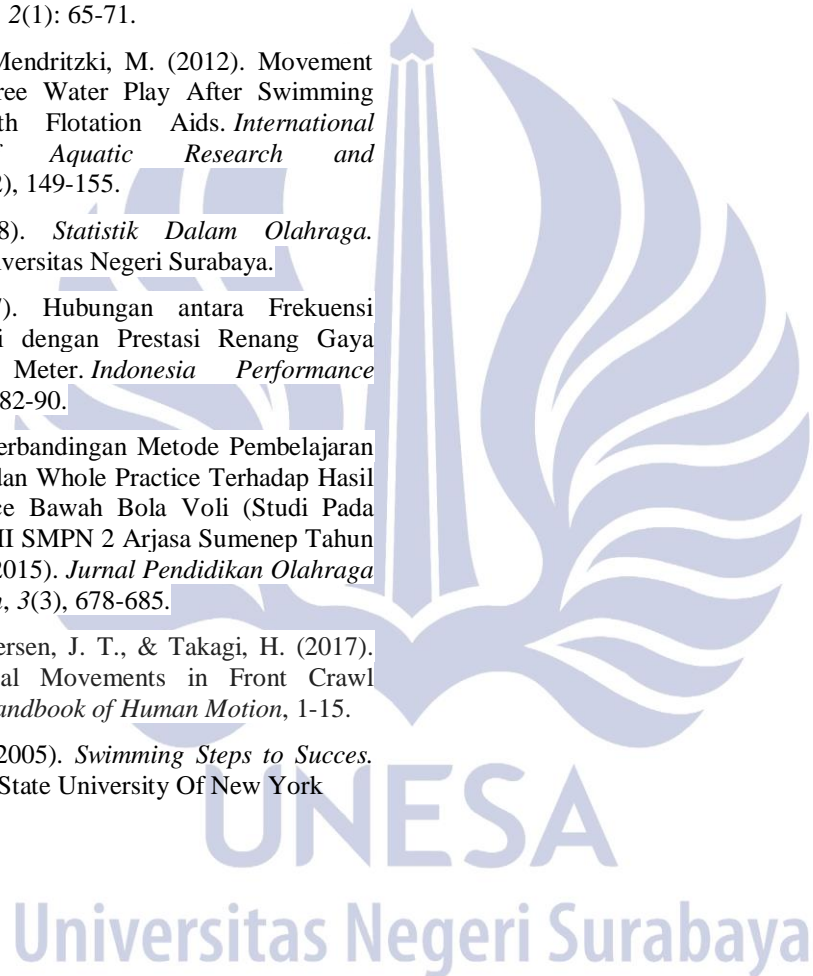 2(1): 65-71.
Mendritzki, M. (2012). Movement
ree Water Play After Swimming
th Flotation Aids. International
Aquatic Research and
2), 149-155.
8). Statistik Dalam Olahraga.
iversitas Negeri Surabaya.
7). Hubungan antara Frekuensi
i dengan Prestasi Renang Gaya
Meter. Indonesia Performance
82-90.
erbandingan Metode Pembelajaran
dan Whole Practice Terhadap Hasil
ce Bawah Bola Voli (Studi Pada
II SMPN 2 Arjasa Sumenep Tahun
2015). Jurnal Pendidikan Olahraga
n, 3(3), 678-685.
ersen, J. T., & Takagi, H. (2017).
al Movements in Front Crawl
andbook of Human Motion, 1-15.
2005). Swimming Steps to Succes.
State University Of New York
UNESA
Universitas Negeri Surabaya